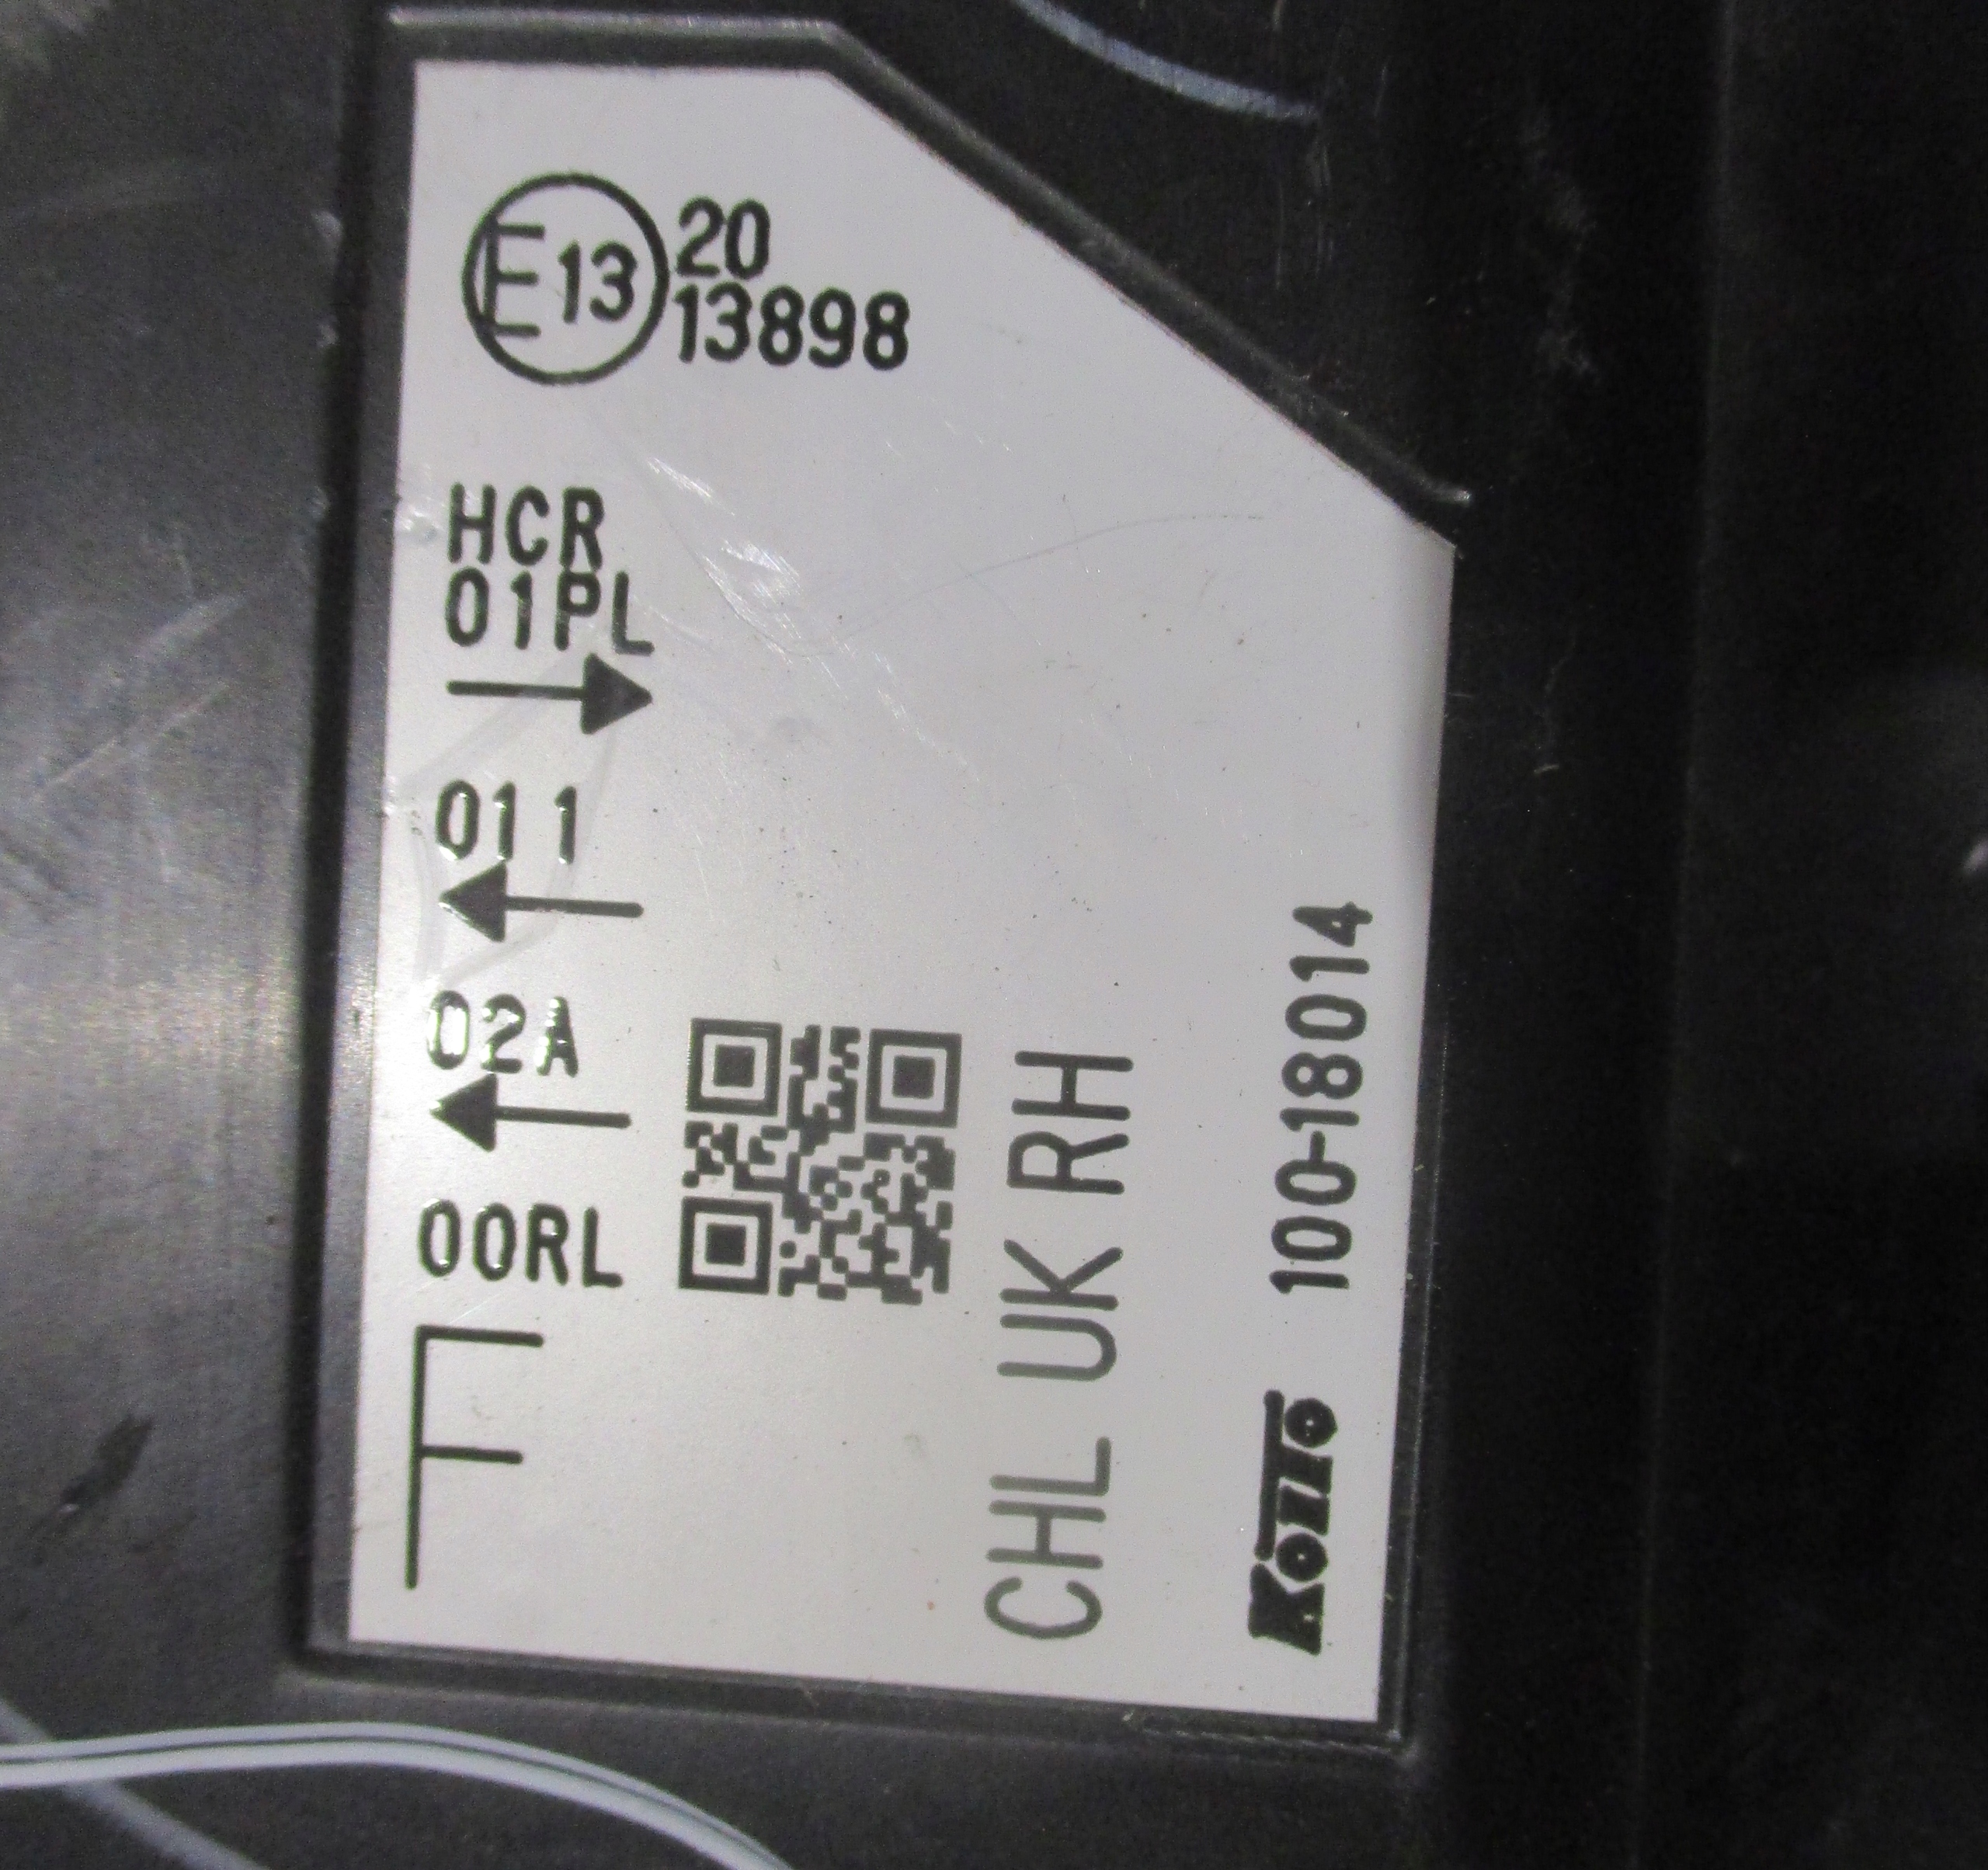 E13
20
13898
HCR
01PL
→
011
←
02A
←
00RL
CHL UK RH
KOITO 100-18014